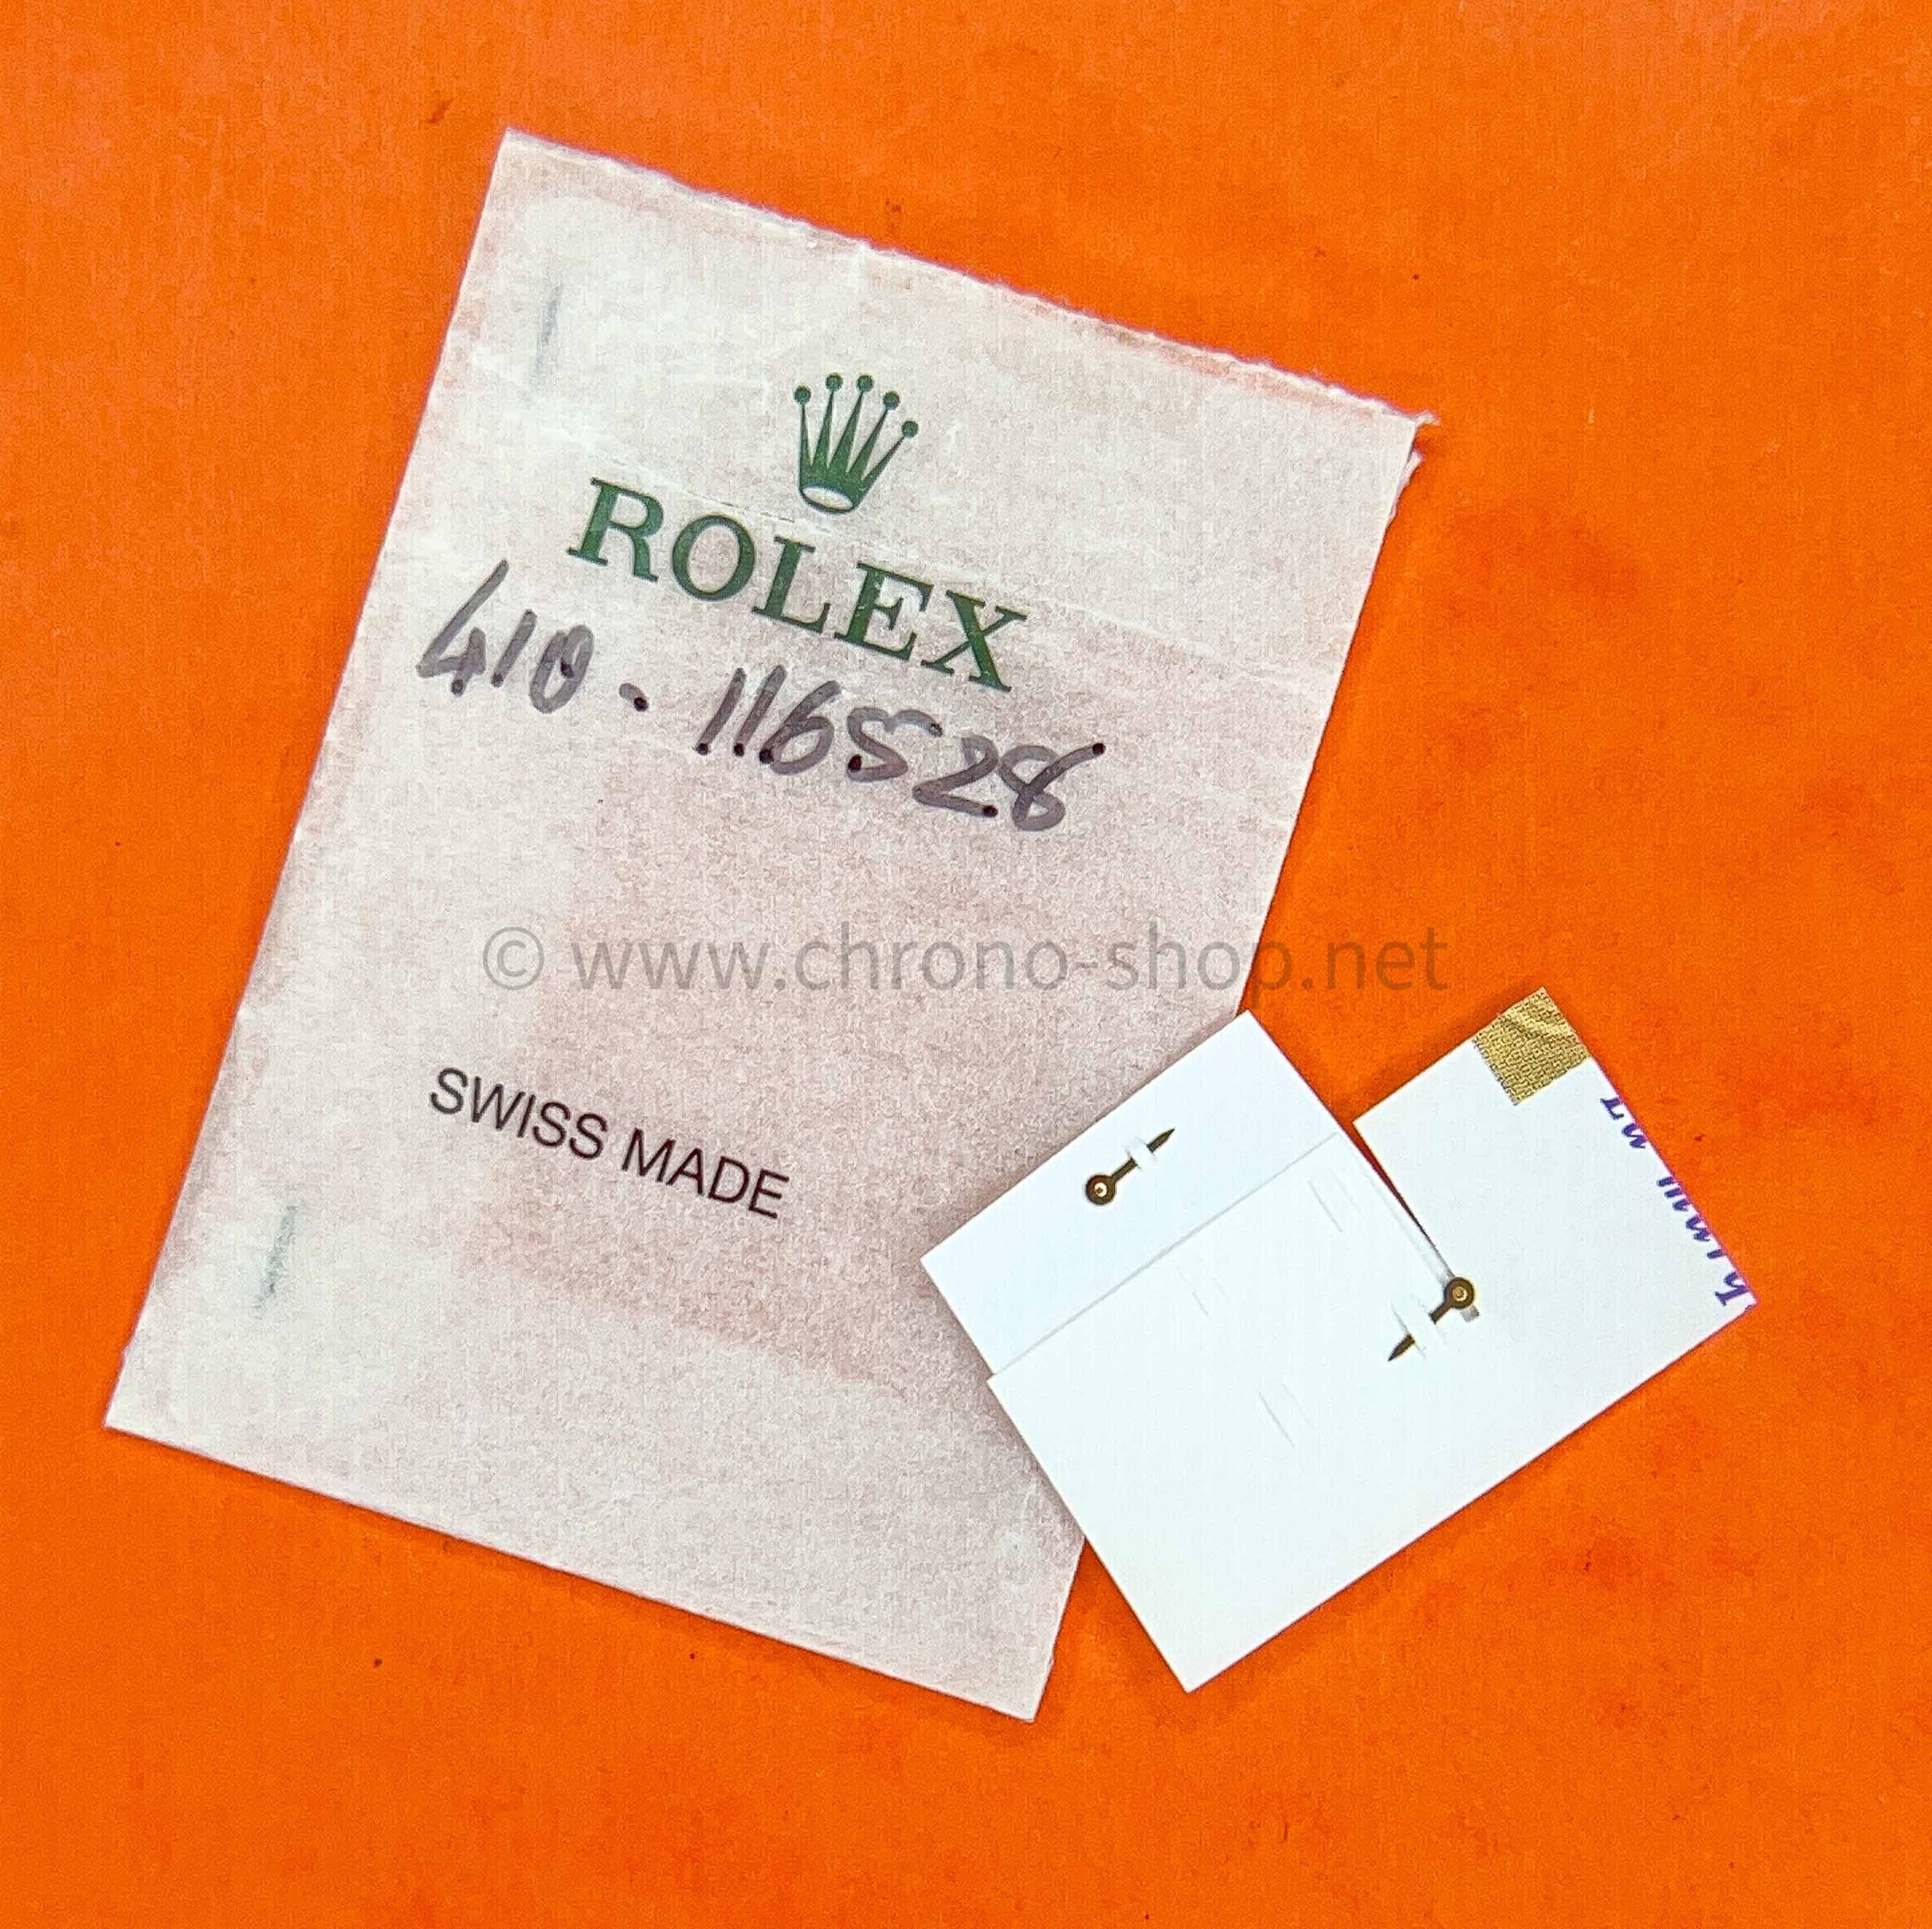 ROLEX
410. 116528
© www.chrono-shop.net
SWISS MADE